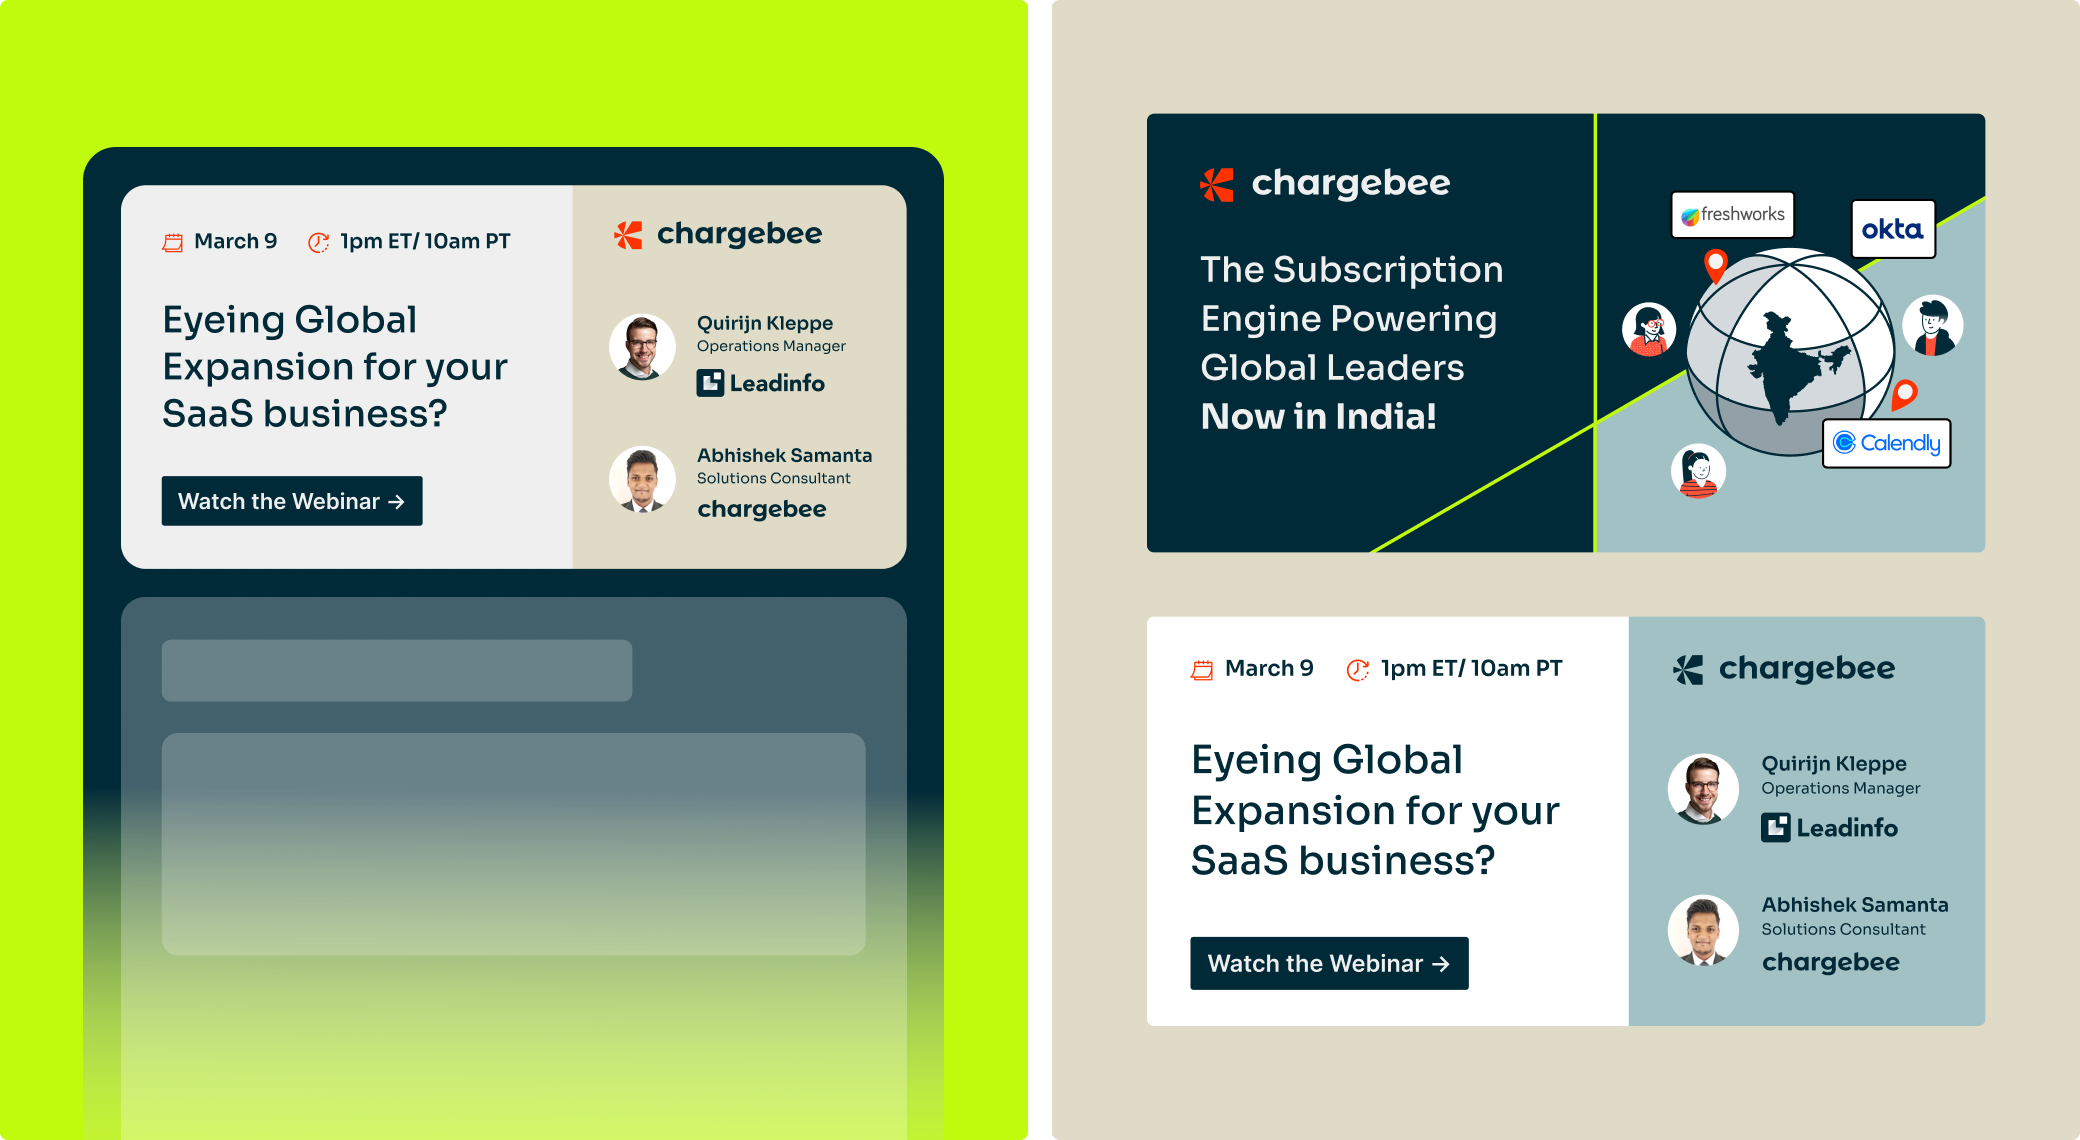 March 9
1pm ET/ 10am PT
Eyeing Global
Expansion for your
SaaS business?
Watch the Webinar →
chargebee
Quirijn Kleppe
Operations Manager
Leadinfo
Abhishek Samanta
Solutions Consultant
chargebee
chargebee
The Subscription
Engine Powering
Global Leaders
Now in India!
freshworks
okta
Calendly
March 9
1pm ET/ 10am PT
Eyeing Global
Expansion for your
SaaS business?
Watch the Webinar →
chargebee
Quirijn Kleppe
Operations Manager
Leadinfo
Abhishek Samanta
Solutions Consultant
chargebee